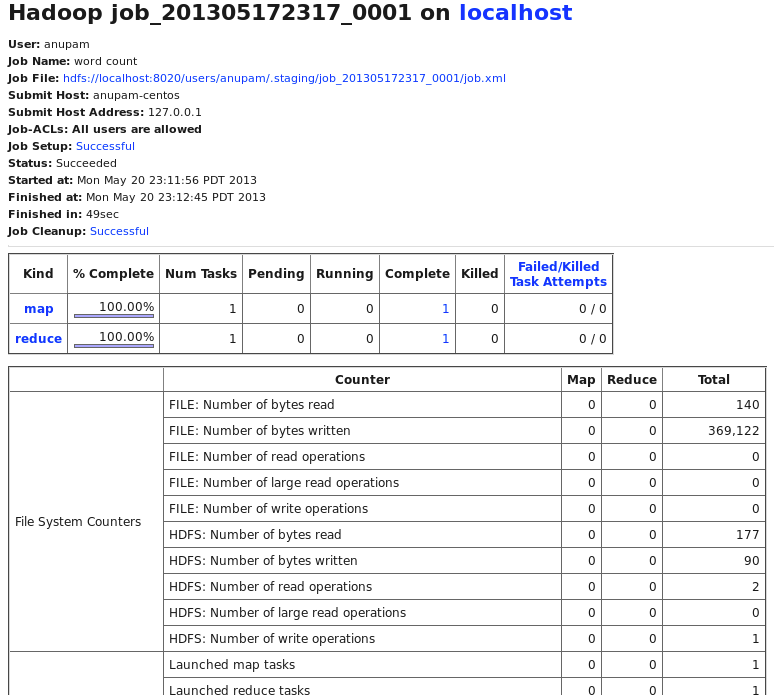 Hadoop job_201305172317_0001 on localhost
User: anupam
Job Name: word count
Job File: hdfs://localhost:8020/users/anupam/.staging/job_201305172317_0001/job.xml
Submit Host: anupam-centos
Submit Host Address: 127.0.0.1
Job-ACLs: All users are allowed
Job Setup: Successful
Status: Succeeded
Started at: Mon May 20 23:11:56 PDT 2013
Finished at: Mon May 20 23:12:45 PDT 2013
Finished in: 49sec
Job Cleanup: Successful
Kind % Complete Num Tasks Pending Running Complete Killed Failed/Killed
Task Attempts
map 100.00% 1 0 0 1 0 0 / 0
reduce 100.00% 1 0 0 1 0 0 / 0
Counter Map Reduce Total
File System Counters
FILE: Number of bytes read 0 0 140
FILE: Number of bytes written 0 0 369,122
FILE: Number of read operations 0 0 0
FILE: Number of large read operations 0 0 0
FILE: Number of write operations 0 0 0
HDFS: Number of bytes read 0 0 177
HDFS: Number of bytes written 0 0 90
HDFS: Number of read operations 0 0 2
HDFS: Number of large read operations 0 0 0
HDFS: Number of write operations 0 0 1
Launched map tasks 0 0 1
Launched reduce tasks 0 0 1